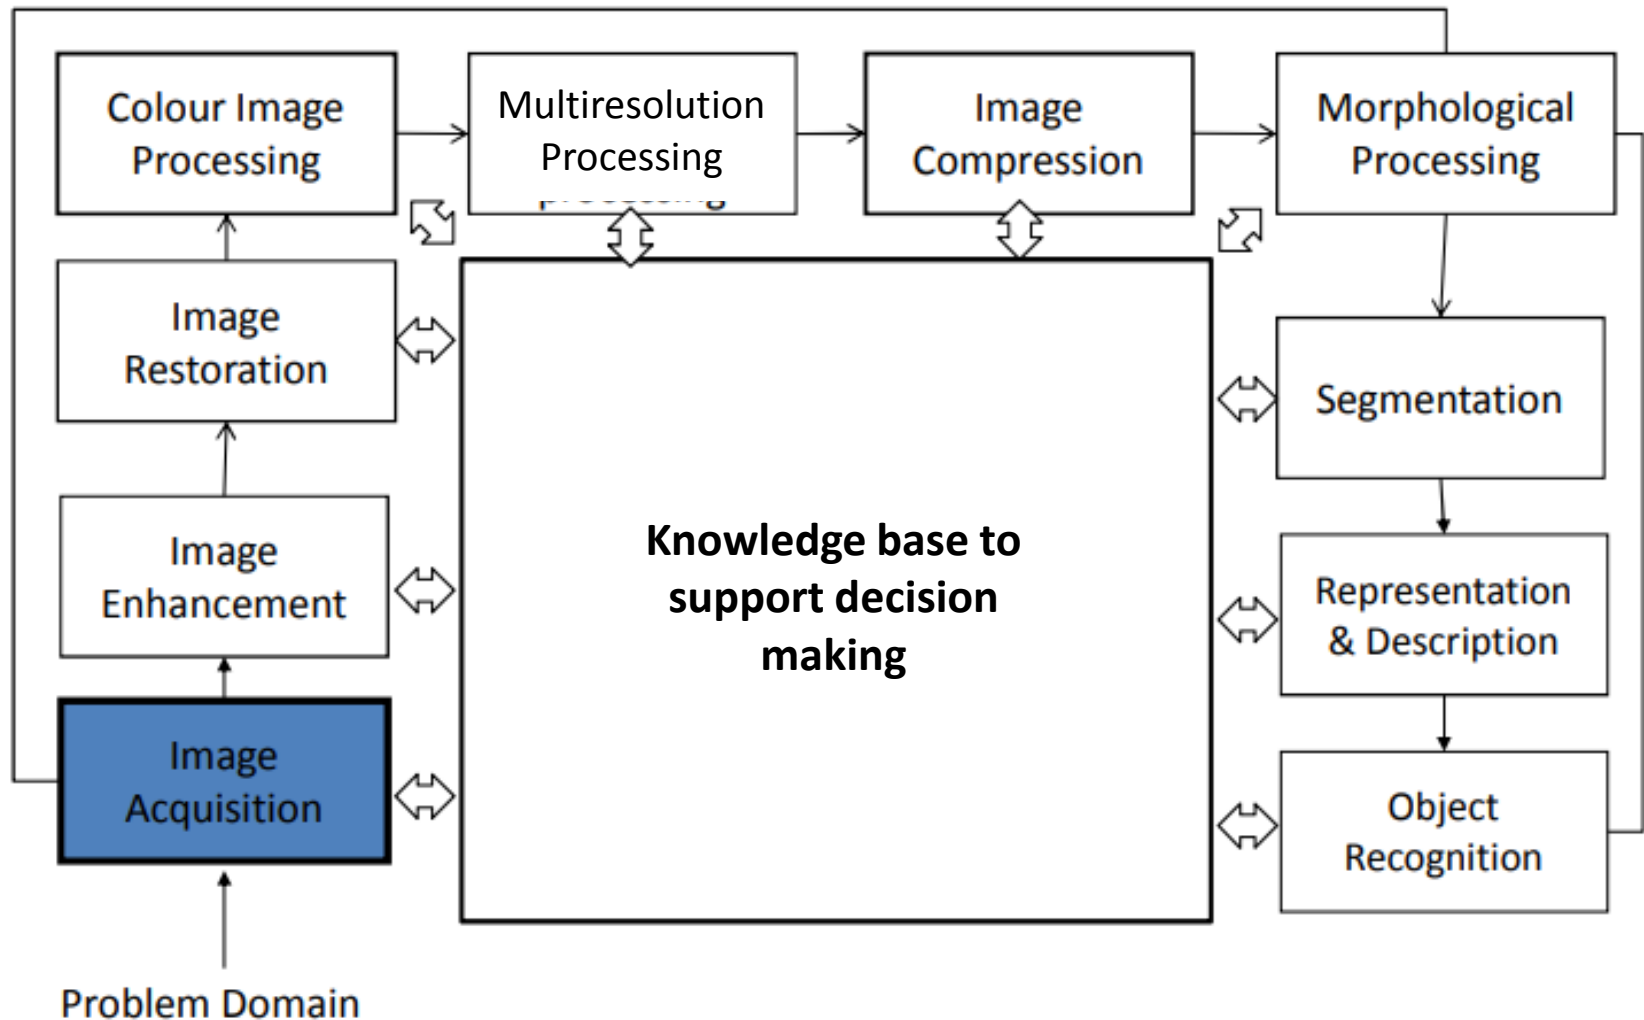 Colour Image
Processing
Multiresolution
Processing
Image
Compression
Morphological
Processing
Image
Restoration
Segmentation
Image
Enhancement
Knowledge base to
support decision
making
Representation
& Description
Image
Acquisition
Object
Recognition
Problem Domain